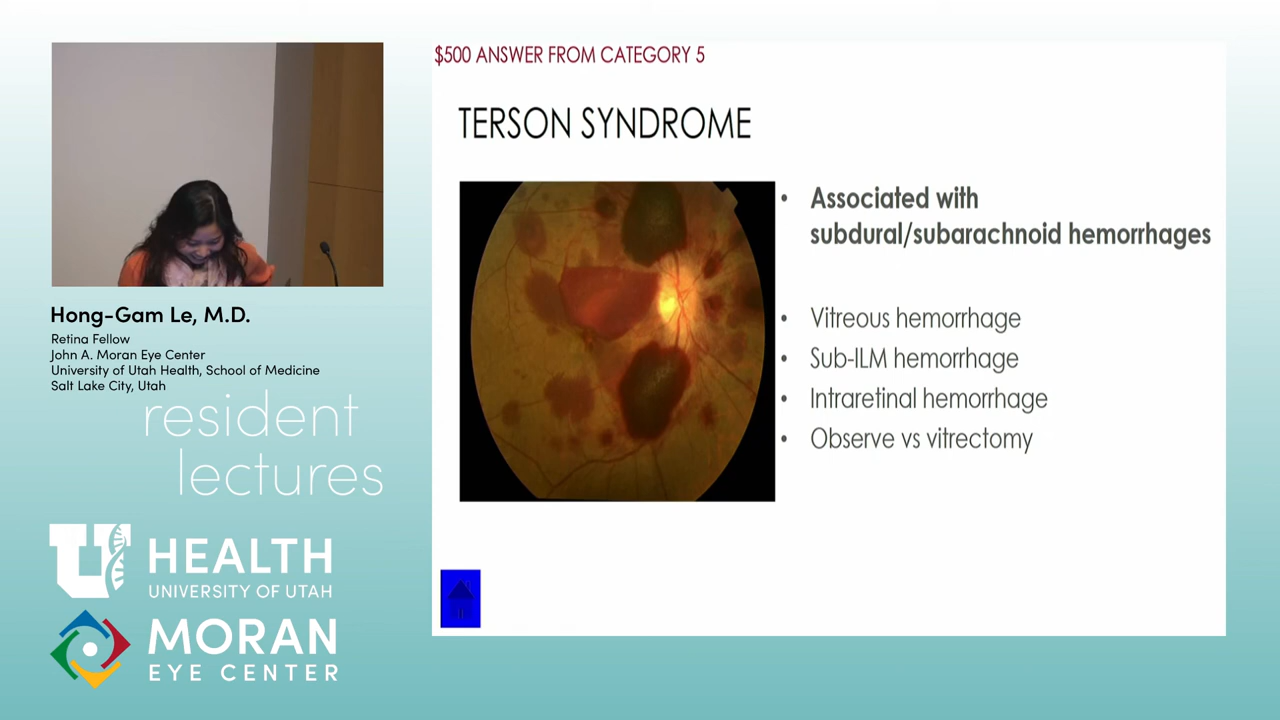 $500 ANSWER FROM CATEGORY 5
TERSON SYNDROME
• Associated with
subdural/subarachnoid hemorrhages
• Vitreous hemorrhage
• Sub-ILM hemorrhage
• Intraretinal hemorrhage
• Observe vs vitrectomy
Hong-Gam Le, M.D.
Retina Fellow
John A. Moran Eye Center
University of Utah Health, School of Medicine
Salt Lake City, Utah
resident
lectures
U HEALTH
UNIVERSITY OF UTAH
MORAN
EYE CENTER